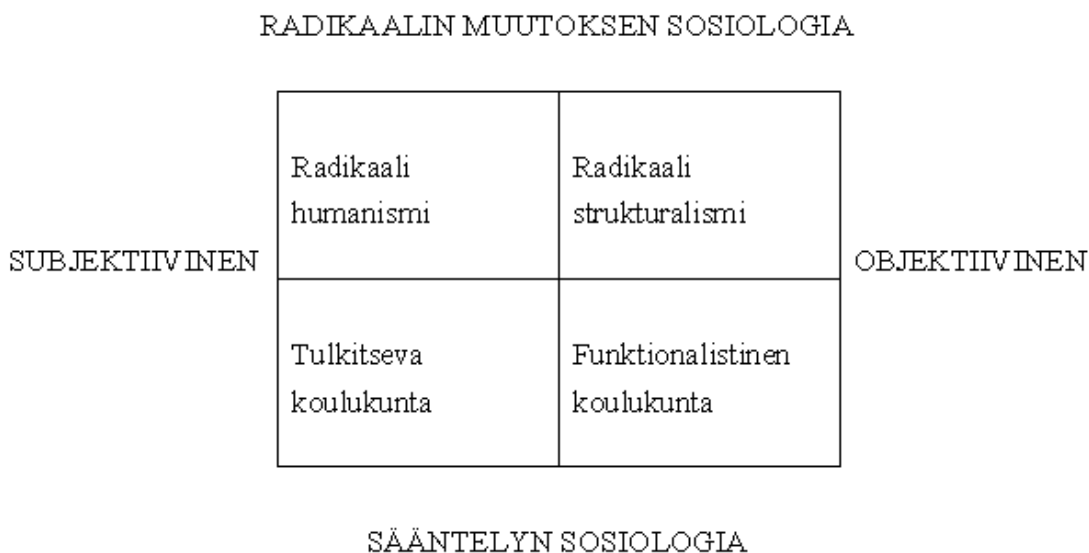 RADIKAALIN MUUTOKSEN SOSIOLOGIA
Radikaali
humanismi
Radikaali
strukturalismi
SUBJEKTIIVINEN
OBJEKTIIVINEN
Tulkitseva
koulukunta
Funktionalistinen
koulukunta
SÄÄNTELYN SOSIOLOGIA